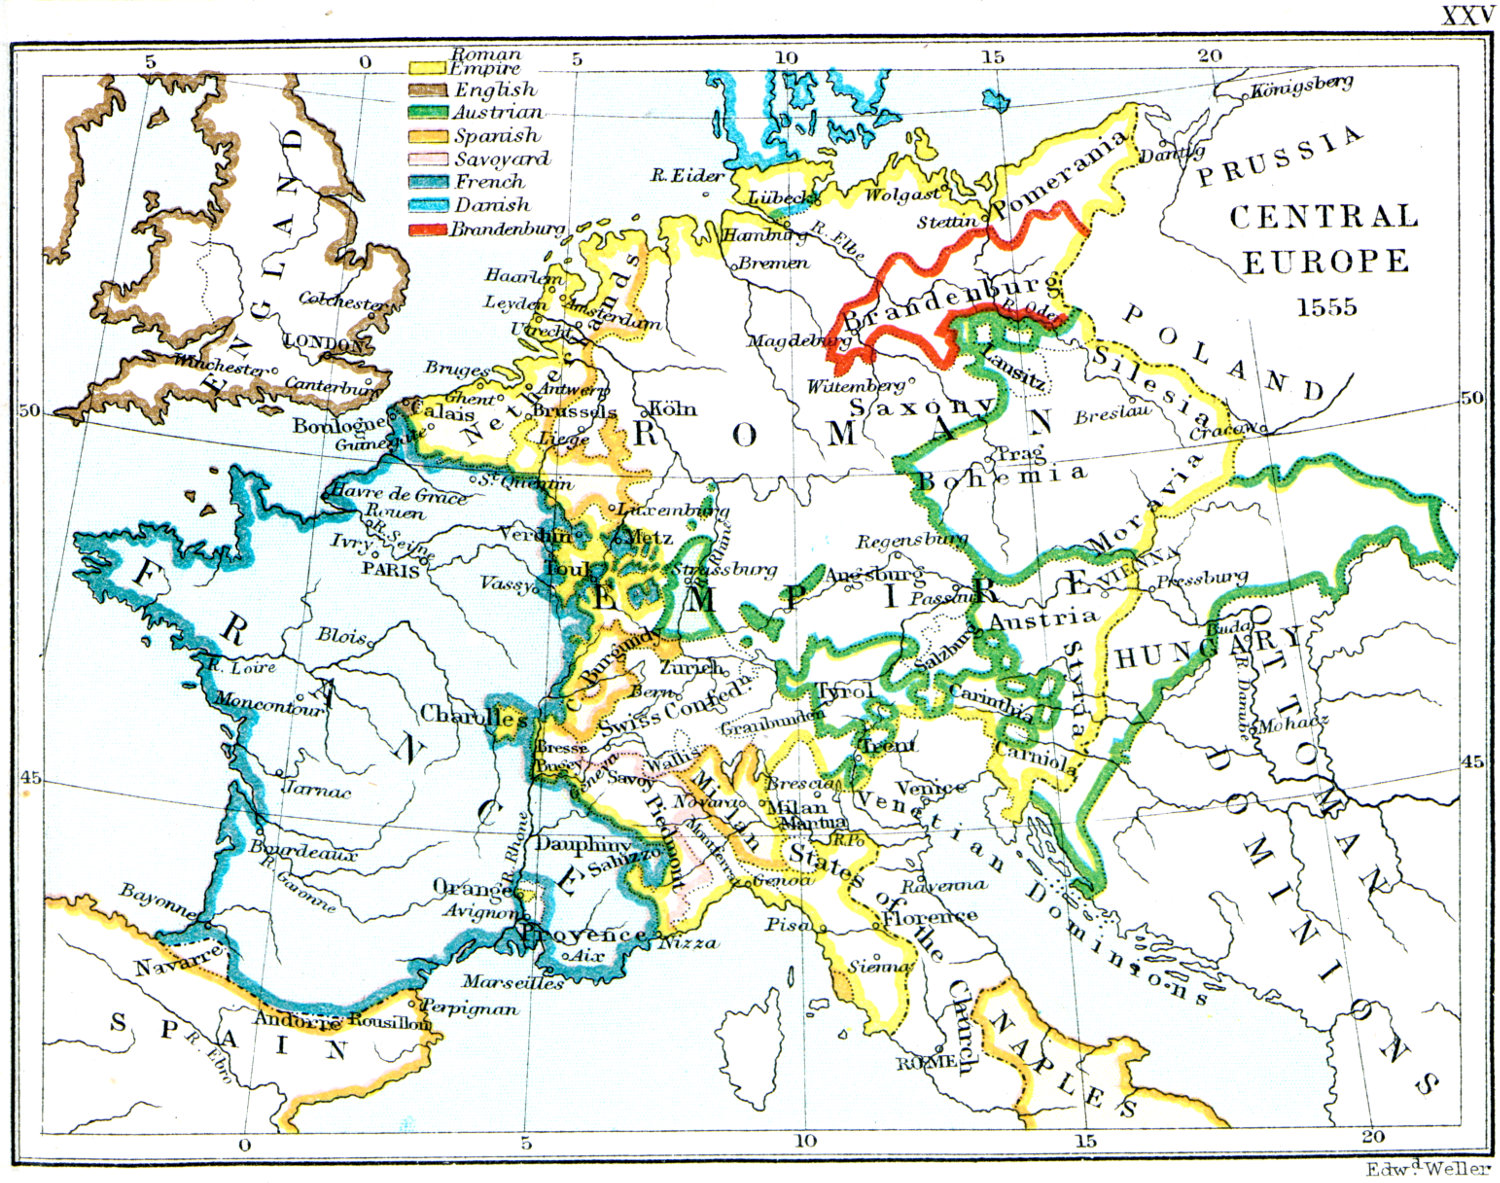 XXV
5 0 5 10 15 20
Roman
Empire
English
Austrian
Spanish
Savoyard
French
Danish
Brandenburg
CENTRAL
EUROPE
1555
Königsberg
Dantig
PRUSSIA
R. Eider
Lübeck
Wolgast
Stettin
Pomerania
Hamburg
R. Elbe
Bremen
Haarlem
Leyden
Amsterdam
Utrecht
Netherlands
ENGLAND
Colchester
LONDON
Winchester
Canterbury
Brandenburg
R. Oder
Magdeburg
POLAND
Lausitz
Silesia
Wittemberg
Saxony
Breslau
Cracow
Bruges
Ghent
Antwerp
Calais
Brussels
Köln
Boulogne
Guinegate
Liege
50
50
ROMAN
EMPIRE
Prag
Bohemia
Moravia
St. Quentin
Havre de Grace
Rouen
R. Seine
Ivry
PARIS
Luxemburg
Verdun
Metz
Toul
Vassy
Strassburg
R. Rhine
Regensburg
Augsburg
Passau
VIENNA
Pressburg
Austria
Buda
HUNGARY
R. Danube
Mohacz
OTTOMAN
DOMINIONS
FRANCE
Blois
R. Loire
Moncontour
Charolles
C. Burgundy
Zurich
Bern
Swiss Confedn.
Graubunden
Tyrol
Salzburg
Carinthia
Styria
Carniola
Trent
Bresse
Bugey
Geneva
Savoy
Wallis
Milan
Novara
Brescia
Milan
Mantua
Venice
Venetian
Dominions
45
45
Jarnac
Bourdeaux
R. Garonne
R. Rhone
Dauphiny
Saluzzo
Piedmont
Montferrat
Genoa
R. Po
States of the Church
Ravenna
Orange
Avignon
Provence
Aix
Nizza
Marseilles
Pisa
Florence
Sienna
ROME
NAPLES
Bayonne
Navarre
Andorre
Rousillon
Perpignan
SPAIN
R. Ebro
0 5 10 15 20
Edwd. Weller